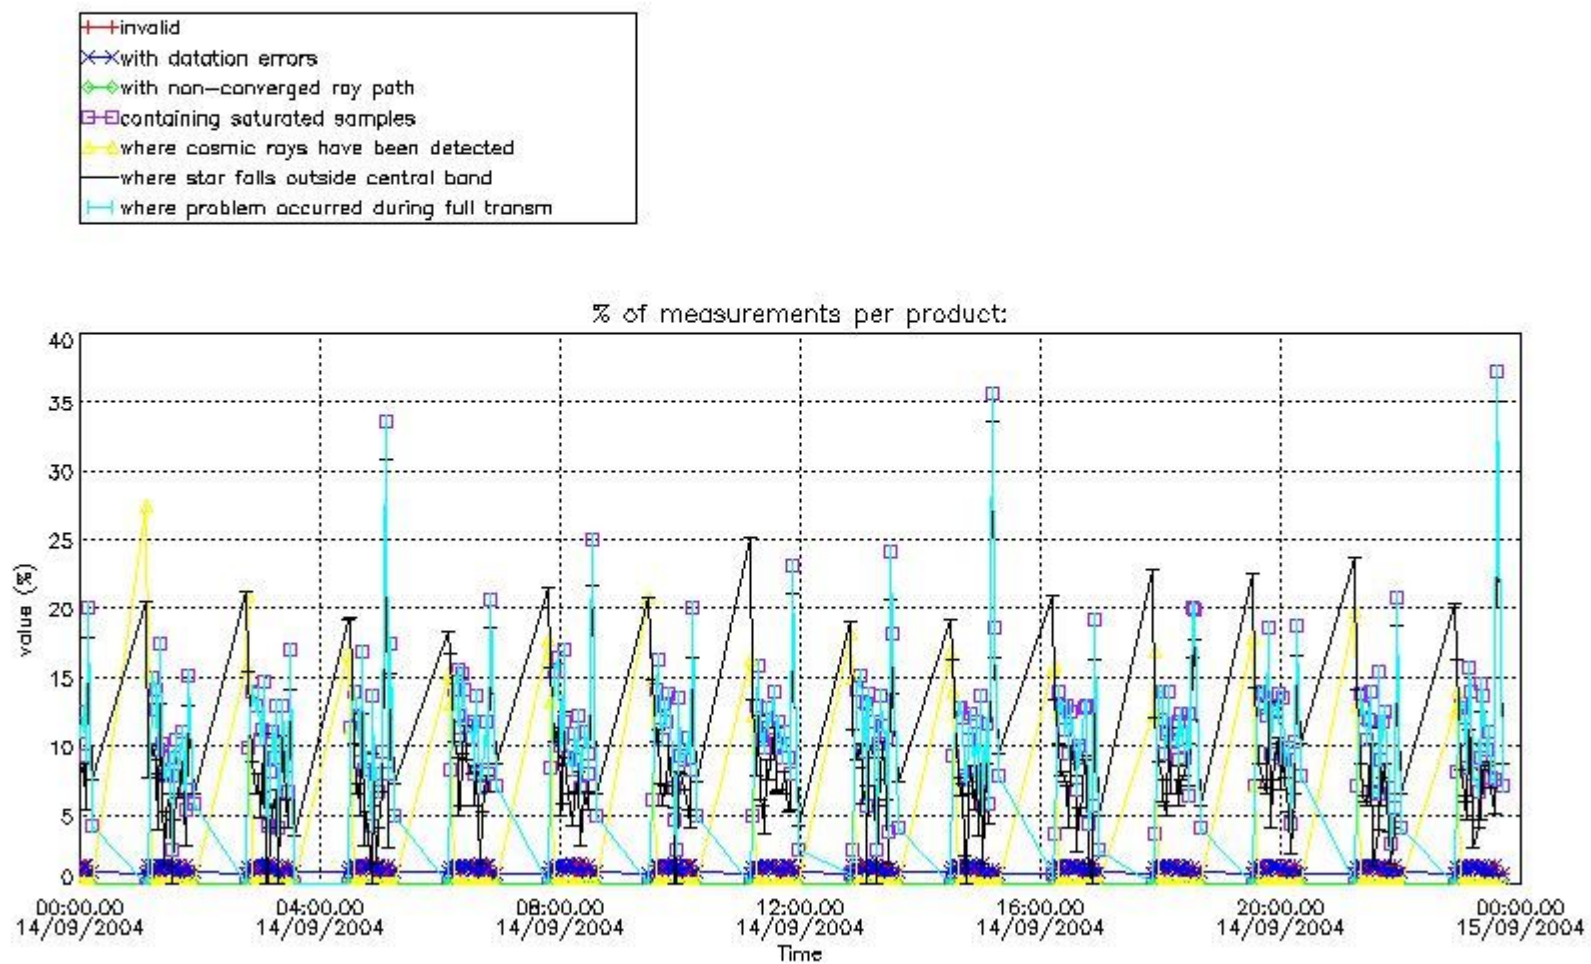 invalid
with datation errors
with non-converged ray path
containing saturated samples
where cosmic rays have been detected
where star falls outside central band
where problem occurred during full transm
% of measurements per product:
40
35
30
25
20
15
10
5
0
value (%)
00:00:00 04:00:00 08:00:00 12:00:00 16:00:00 20:00:00 00:00:00
14/09/2004 14/09/2004 14/09/2004 14/09/2004 14/09/2004 14/09/2004 15/09/2004
Time